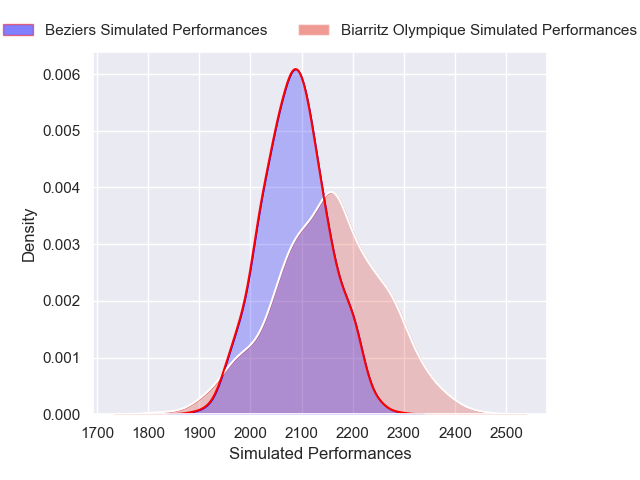 Beziers Simulated Performances
Biarritz Olympique Simulated Performances
0.006
0.005
0.004
0.003
0.002
0.001
0.000
Density
1700 1800 1900 2000 2100 2200 2300 2400 2500
Simulated Performances